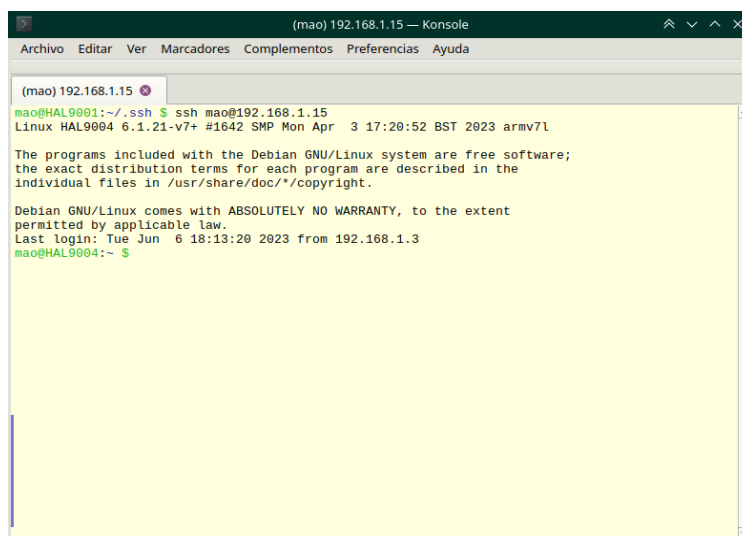 (mao) 192.168.1.15 — Konsole
Archivo Editar Ver Marcadores Complementos Preferencias Ayuda
(mao) 192.168.1.15
mao@HAL9001:~/.ssh $ ssh mao@192.168.1.15
Linux HAL9004 6.1.21-v7+ #1642 SMP Mon Apr  3 17:20:52 BST 2023 armv7l
The programs included with the Debian GNU/Linux system are free software;
the exact distribution terms for each program are described in the
individual files in /usr/share/doc/*/copyright.
Debian GNU/Linux comes with ABSOLUTELY NO WARRANTY, to the extent
permitted by applicable law.
Last login: Tue Jun  6 18:13:20 2023 from 192.168.1.3
mao@HAL9004:~ $